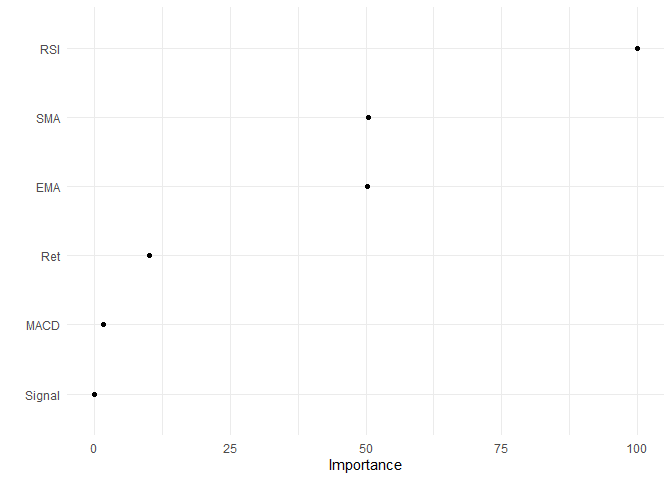 RSI
SMA
EMA
Ret
MACD
Signal
0 25 50 75 100
Importance